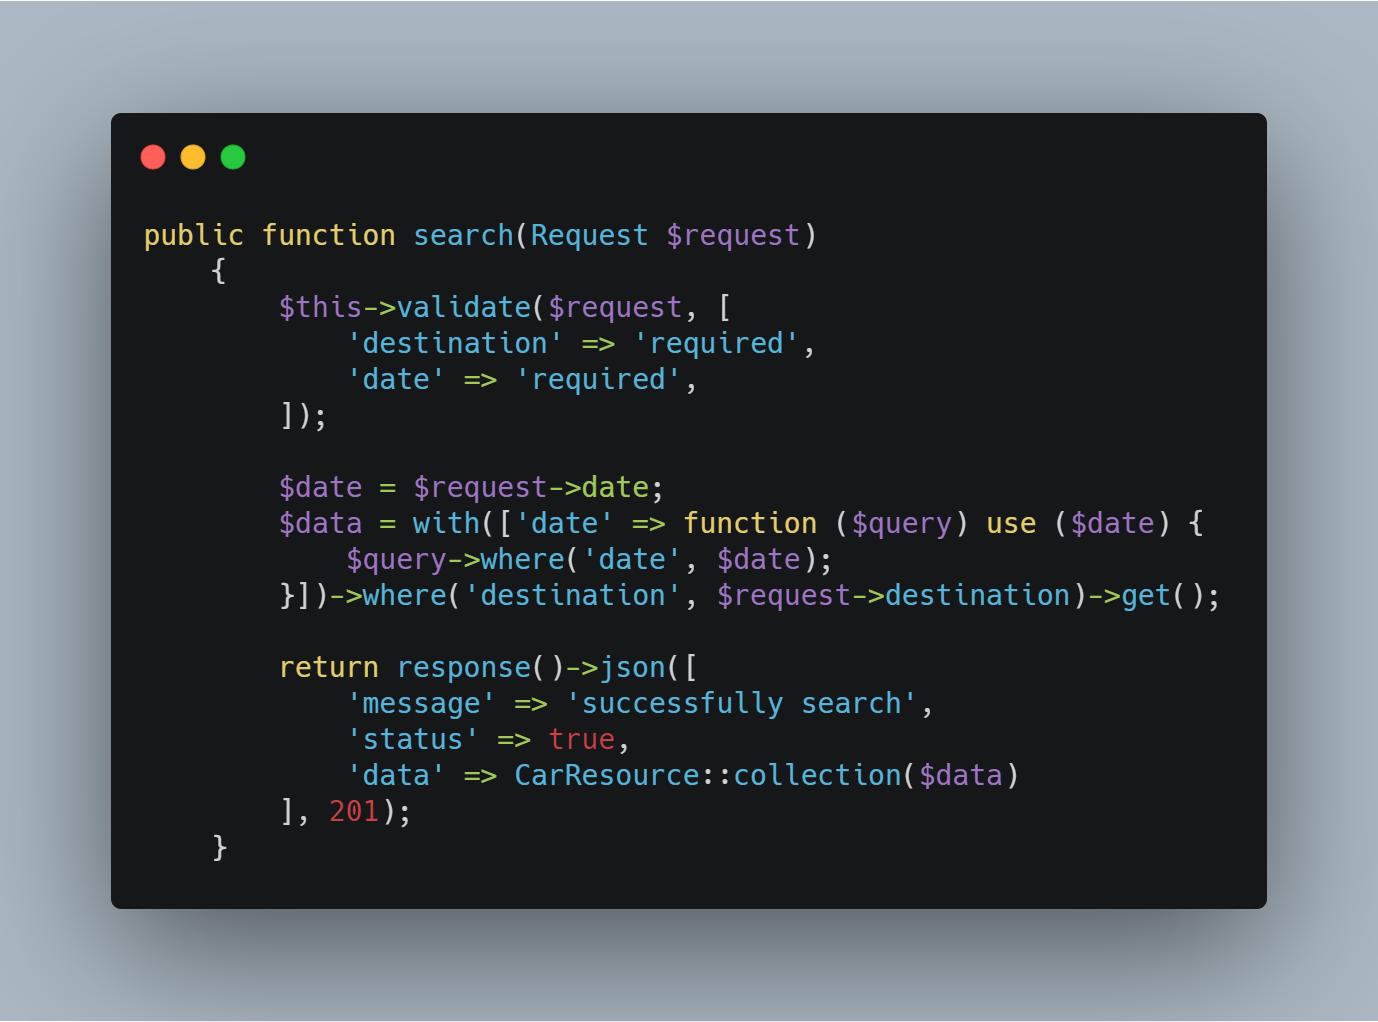 public function search(Request $request)
    {
        $this->validate($request, [
            'destination' => 'required',
            'date' => 'required',
        ]);

        $date = $request->date;
        $data = with(['date' => function ($query) use ($date) {
            $query->where('date', $date);
        }])->where('destination', $request->destination)->get();

        return response()->json([
            'message' => 'successfully search',
            'status' => true,
            'data' => CarResource::collection($data)
        ], 201);
    }